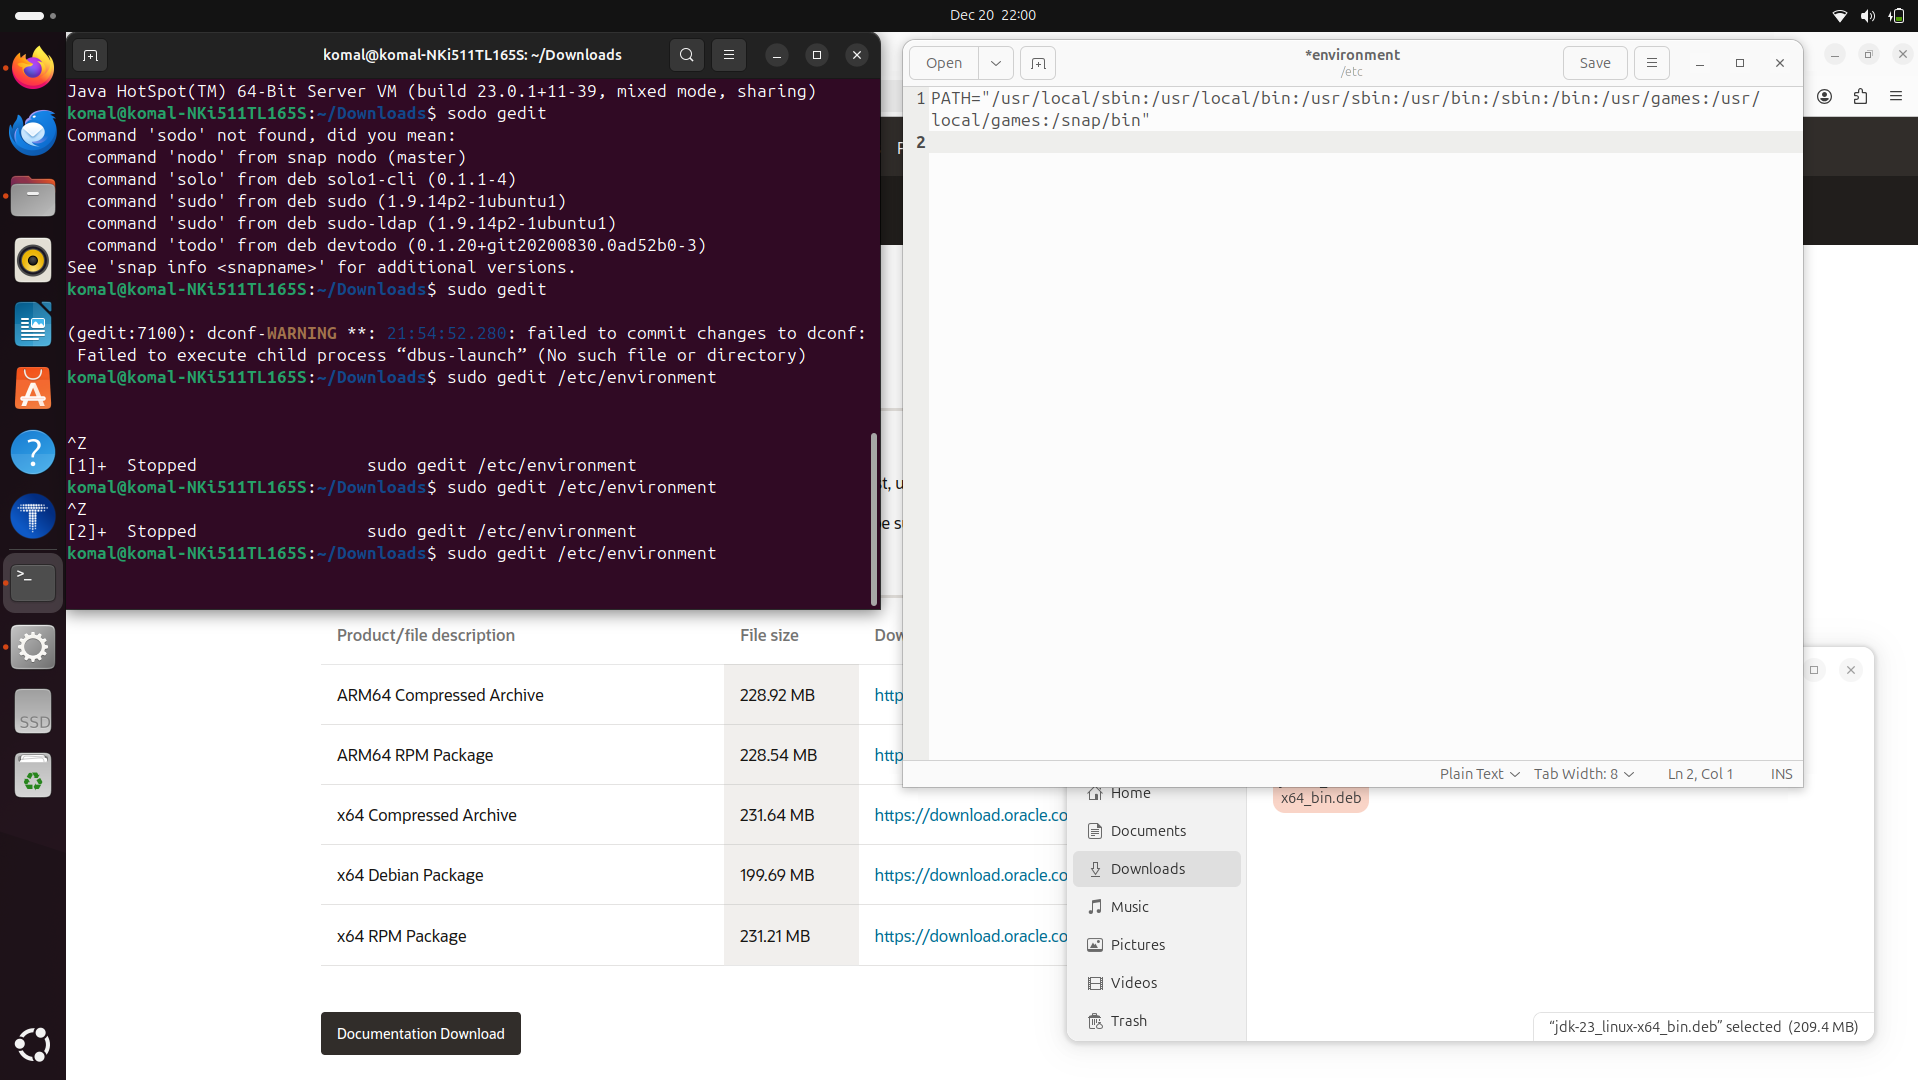 Dec 20 22:00
komal@komal-NKi511TL165S: ~/Downloads
Java HotSpot(TM) 64-Bit Server VM (build 23.0.1+11-39, mixed mode, sharing)
komal@komal-NKi511TL165S:~/Downloads$ sodo gedit
Command 'sodo' not found, did you mean:
command 'nodo' from snap nodo (master)
command 'solo' from deb solo1-cli (0.1.1-4)
command 'sudo' from deb sudo (1.9.14p2-1ubuntu1)
command 'sudo' from deb sudo-ldap (1.9.14p2-1ubuntu1)
command 'todo' from deb devtodo (0.1.20+git20200830.0ad52b0-3)
See 'snap info <snapname>' for additional versions.
komal@komal-NKi511TL165S:~/Downloads$ sudo gedit
(gedit:7100): dconf-WARNING **: 21:54:52.280: failed to commit changes to dconf:
Failed to execute child process “dbus-launch” (No such file or directory)
komal@komal-NKi511TL165S:~/Downloads$ sudo gedit /etc/environment
^Z
[1]+ Stopped sudo gedit /etc/environment
komal@komal-NKi511TL165S:~/Downloads$ sudo gedit /etc/environment
^Z
[2]+ Stopped sudo gedit /etc/environment
komal@komal-NKi511TL165S:~/Downloads$ sudo gedit /etc/environment
Open
*environment
/etc
Save
1 PATH="/usr/local/sbin:/usr/local/bin:/usr/sbin:/usr/bin:/sbin:/bin:/usr/games:/usr/
local/games:/snap/bin"
2
Plain Text Tab Width: 8 Ln 2, Col 1 INS
Product/file description File size
ARM64 Compressed Archive 228.92 MB http
ARM64 RPM Package 228.54 MB http
x64 Compressed Archive 231.64 MB https://download.oracle.co
x64 Debian Package 199.69 MB https://download.oracle.co
x64 RPM Package 231.21 MB https://download.oracle.co
Documentation Download
Home
Documents
Downloads
Music
Pictures
Videos
Trash
x64_bin.deb
“jdk-23_linux-x64_bin.deb” selected (209.4 MB)
SSD